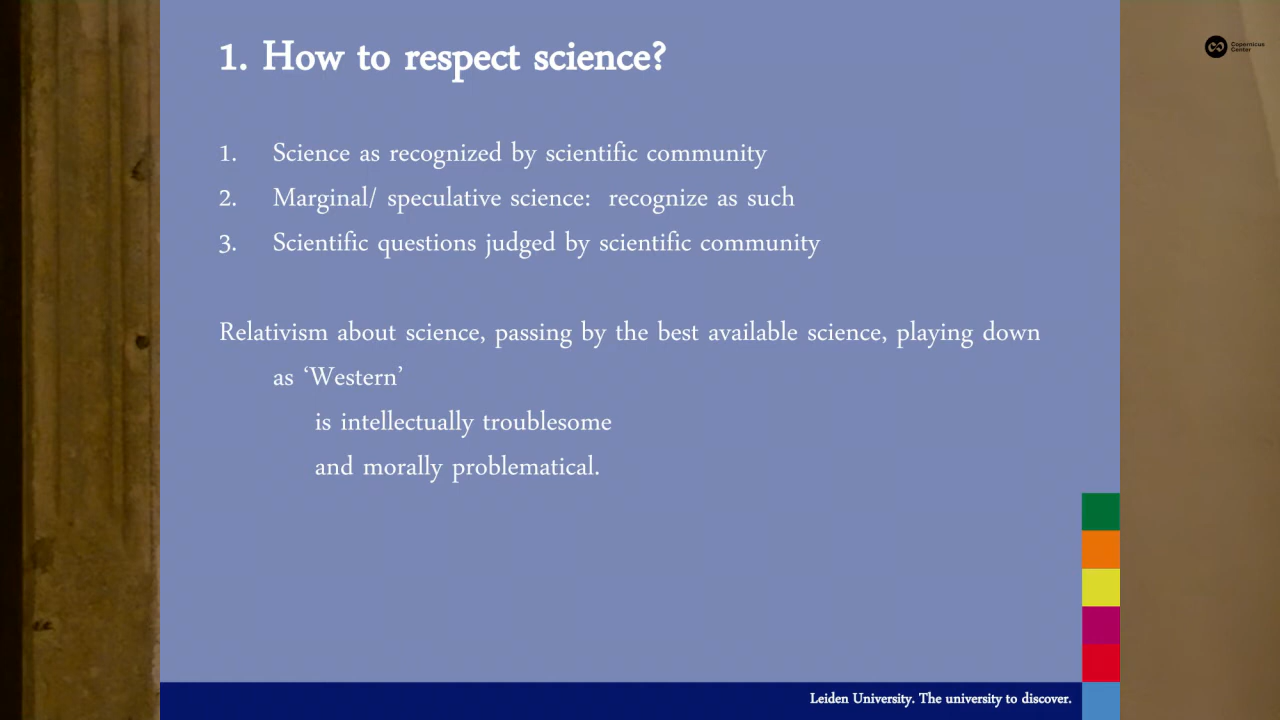 1. How to respect science?
1. Science as recognized by scientific community
2. Marginal/ speculative science: recognize as such
3. Scientific questions judged by scientific community
Relativism about science, passing by the best available science, playing down
as ‘Western’
is intellectually troublesome
and morally problematical.
Leiden University. The university to discover.
Copernicus
Center